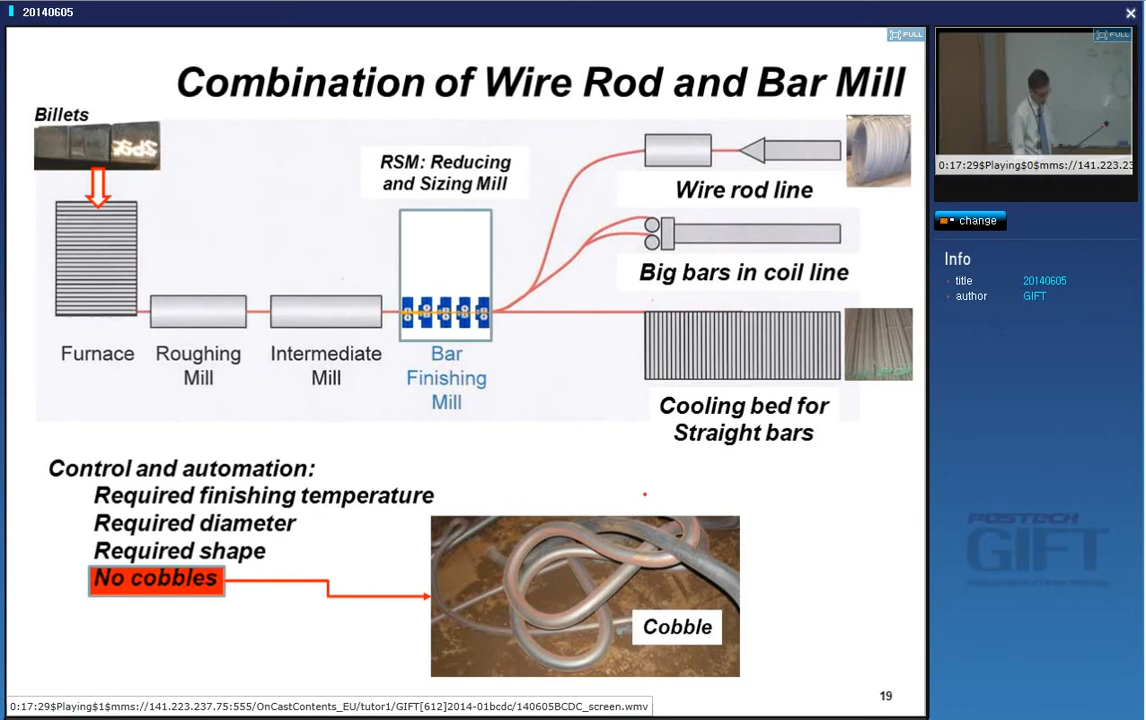 20140605
FULL
Combination of Wire Rod and Bar Mill
Billets
RSM: Reducing
and Sizing Mill
Wire rod line
Big bars in coil line
Furnace
Roughing
Mill
Intermediate
Mill
Bar
Finishing
Mill
Cooling bed for
Straight bars
Control and automation:
Required finishing temperature
Required diameter
Required shape
No cobbles
Cobble
19
0:17:29$Playing$1$mms://141.223.237.75:555/OnCastContents_EU/tutor1/GIFT[612]2014-01bcdc/140605BCDC_screen.wmv
FULL
0:17:29$Playing$0$mms://141.223.23
change
Info
title 20140605
author GIFT
POSTECH
GIFT